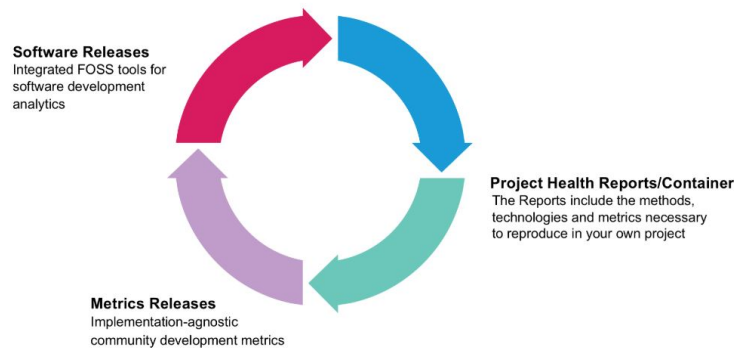 Software Releases
Integrated FOSS tools for
software development
analytics
Project Health Reports/Container
The Reports include the methods,
technologies and metrics necessary
to reproduce in your own project
Metrics Releases
Implementation-agnostic
community development metrics